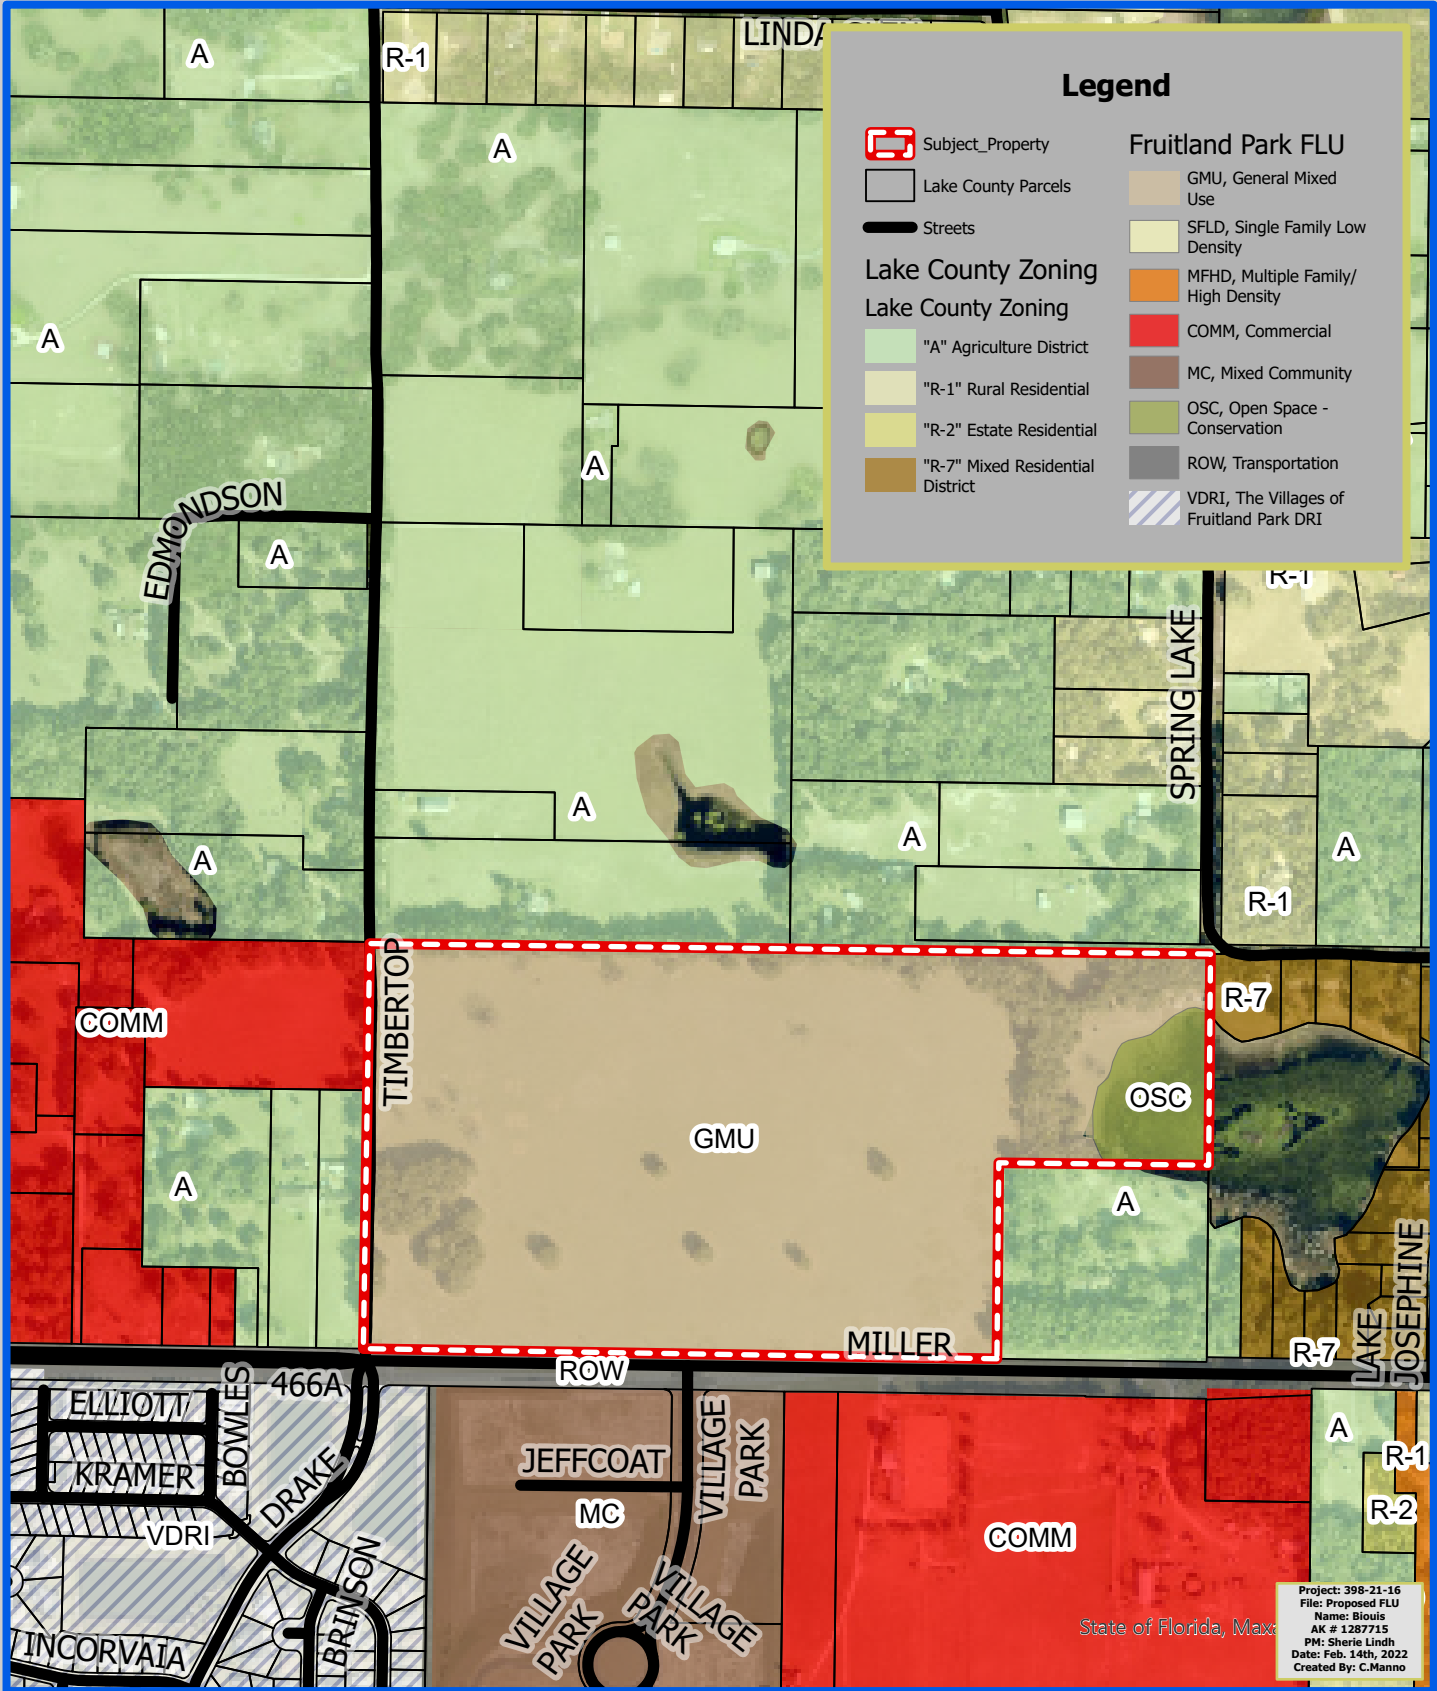 A
R-1
LINDA
A
A
A
EDMONDSON
A
R-1
SPRING LAKE
A
A
A
A
R-1
TIMBERTOP
COMM
R-7
OSC
GMU
A
A
LAKE
JOSEPHINE
MILLER
R-7
ROW
466A
ELLIOTT
BOWLES
KRAMER
DRAKE
VDRI
BRINSON
INCORVAIA
JEFFCOAT
MC
VILLAGE
PARK
VILLAGE
PARK
VILLAGE
PARK
COMM
A
R-1
R-2
State of Florida, Maxa
Legend
Subject_Property
Lake County Parcels
Streets
Lake County Zoning
Lake County Zoning
"A" Agriculture District
"R-1" Rural Residential
"R-2" Estate Residential
"R-7" Mixed Residential
District
Fruitland Park FLU
GMU, General Mixed
Use
SFLD, Single Family Low
Density
MFHD, Multiple Family/
High Density
COMM, Commercial
MC, Mixed Community
OSC, Open Space -
Conservation
ROW, Transportation
VDRI, The Villages of
Fruitland Park DRI
Project: 398-21-16
File: Proposed FLU
Name: Biouis
AK # 1287715
PM: Sherie Lindh
Date: Feb. 14th, 2022
Created By: C.Manno